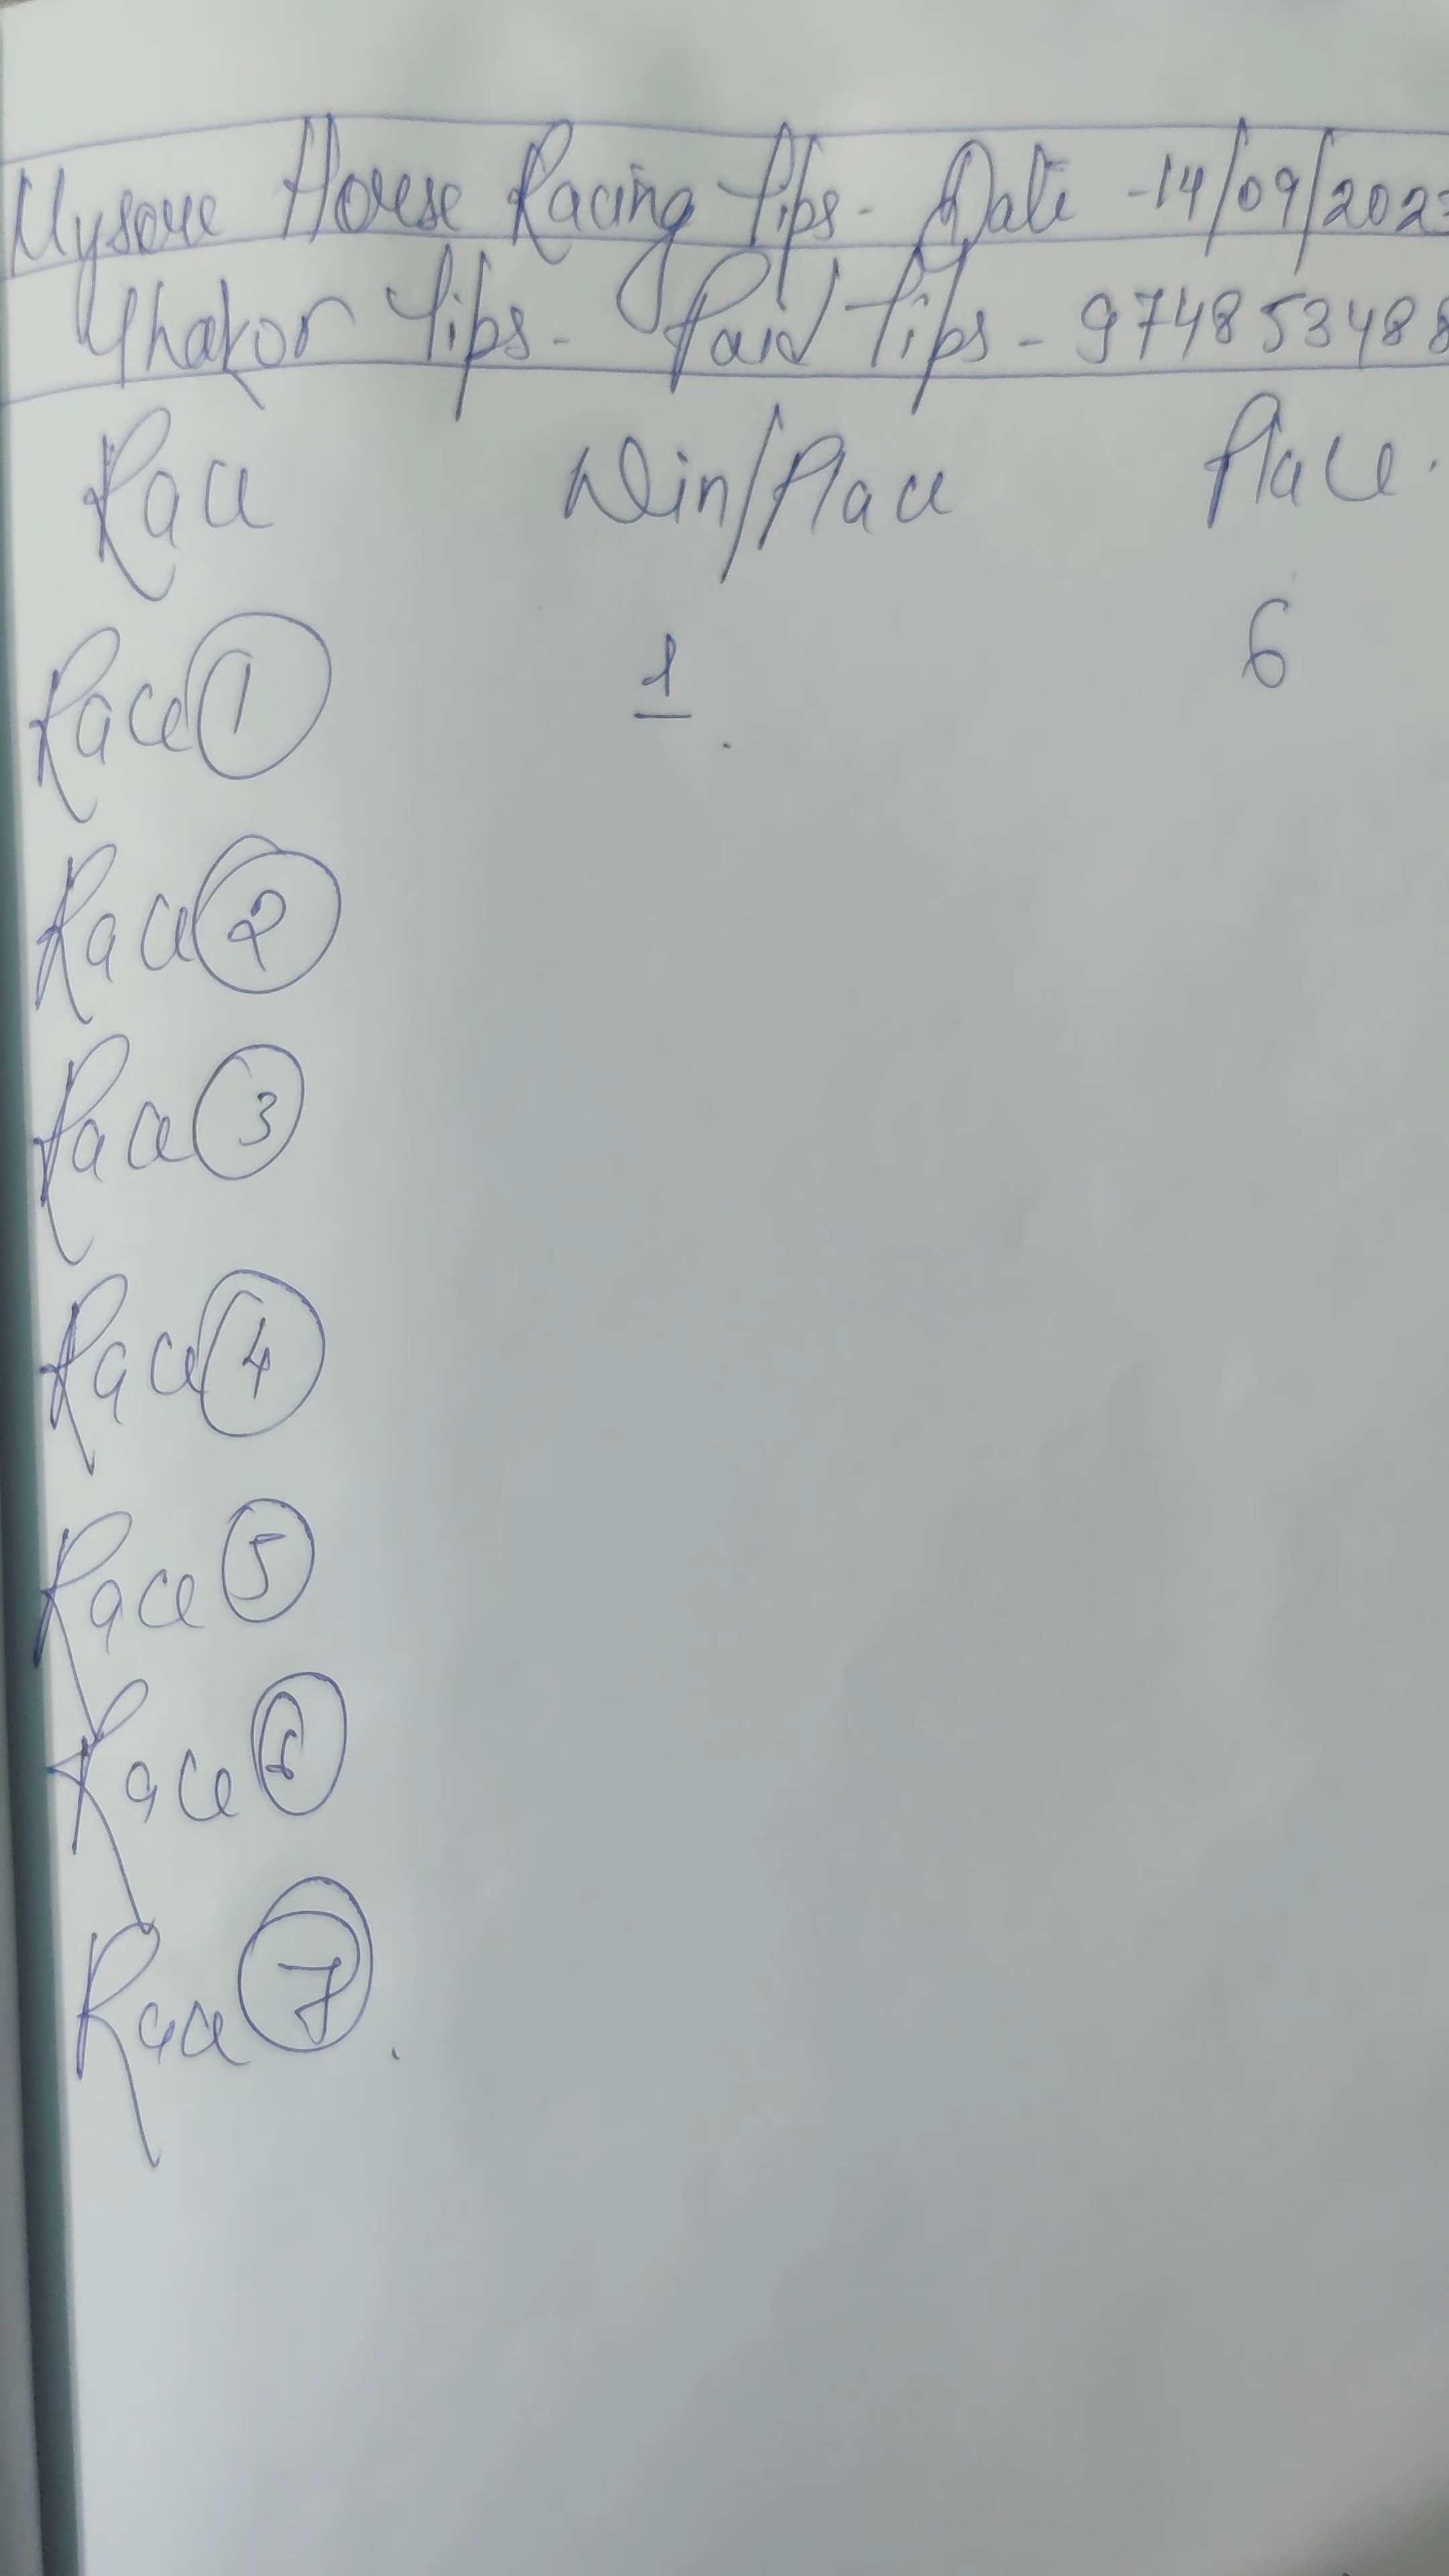 Mysore Horse Racing Tips - Date - 14/09/2023
Thakor Tips - Paid Tips - 974853488
Race Win/Place Place.
Race 1 1 6
Race 2
Race 3
Race 4
Race 5
Race 6
Race 7.